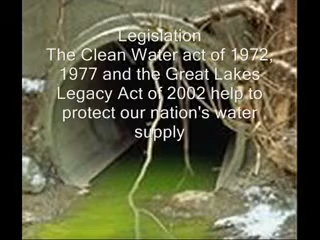 Legislation
The Clean Water act of 1972,
1977 and the Great Lakes
Legacy Act of 2002 help to
protect our nation's water
supply